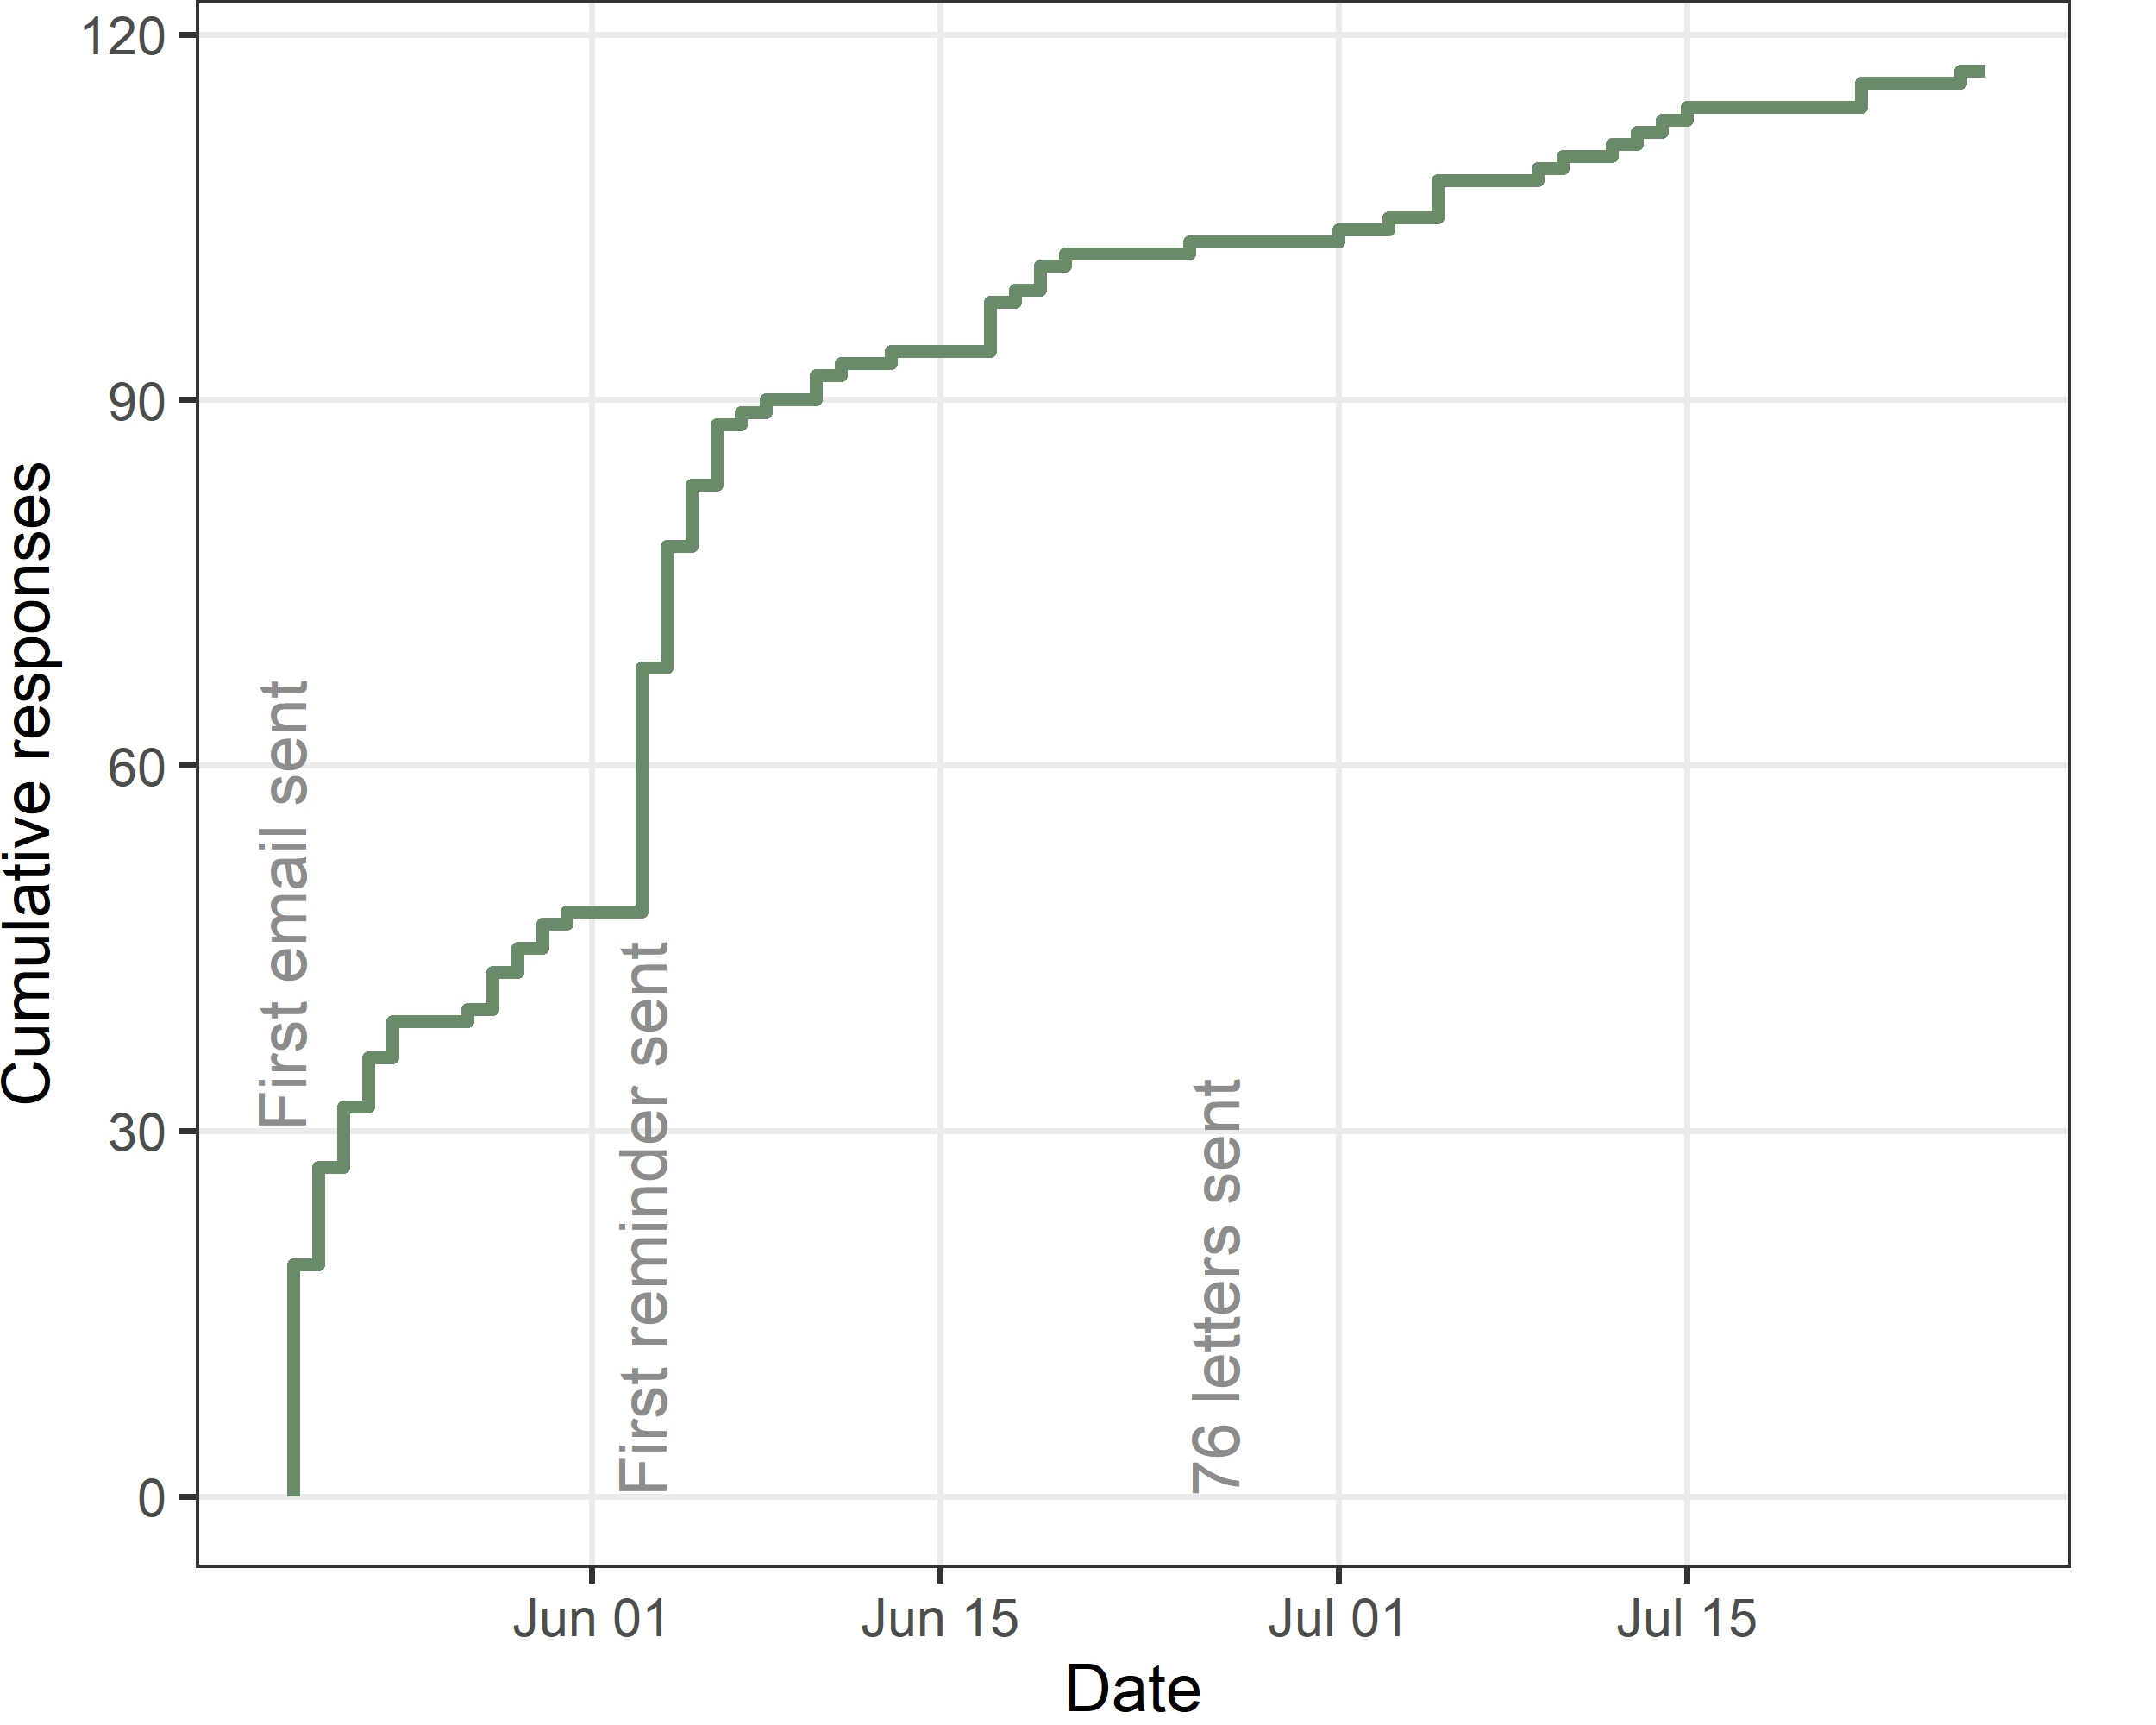 120
90
60
30
0
Cumulative responses
First email sent
First reminder sent
76 letters sent
Jun 01
Jun 15
Jul 01
Jul 15
Date